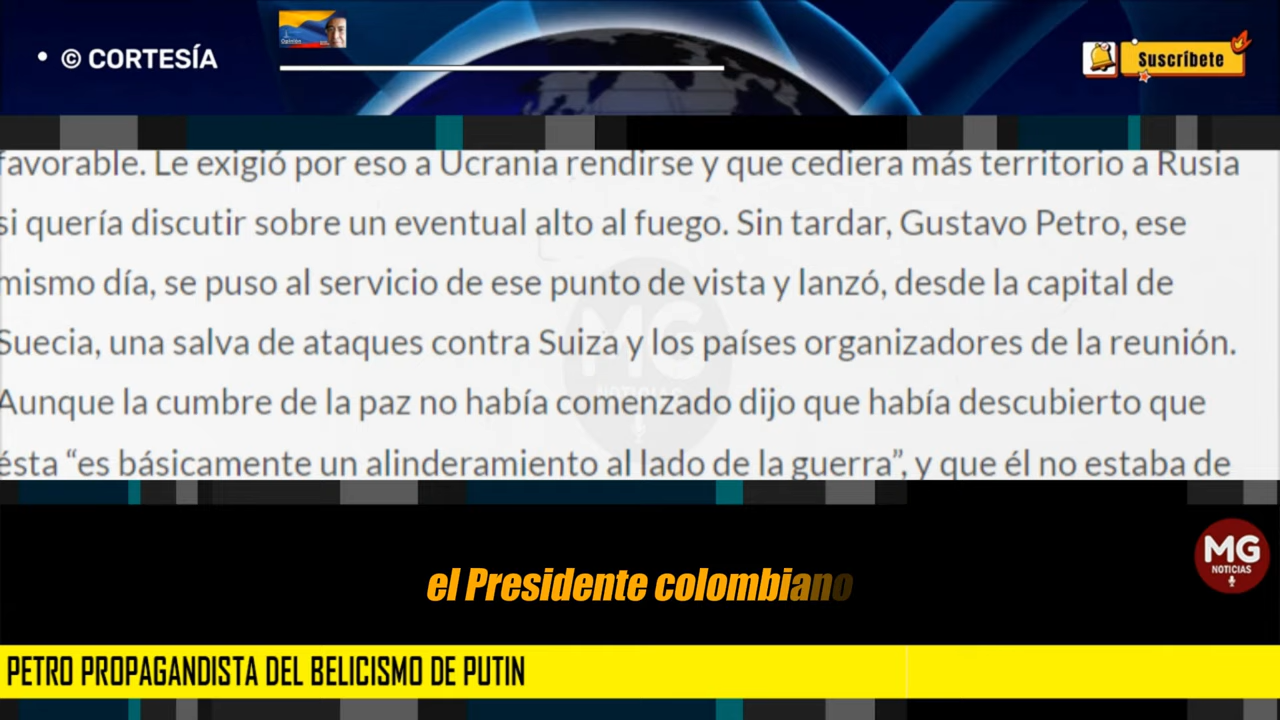 • © CORTESÍA
Opinión
Suscríbete
favorable. Le exigió por eso a Ucrania rendirse y que cediera más territorio a Rusia
si quería discutir sobre un eventual alto al fuego. Sin tardar, Gustavo Petro, ese
mismo día, se puso al servicio de ese punto de vista y lanzó, desde la capital de
Suecia, una salva de ataques contra Suiza y los países organizadores de la reunión.
Aunque la cumbre de la paz no había comenzado dijo que había descubierto que
ésta “es básicamente un alinderamiento al lado de la guerra”, y que él no estaba de
MG
NOTICIAS
el Presidente colombiano
MG
NOTICIAS
PETRO PROPAGANDISTA DEL BELICISMO DE PUTIN